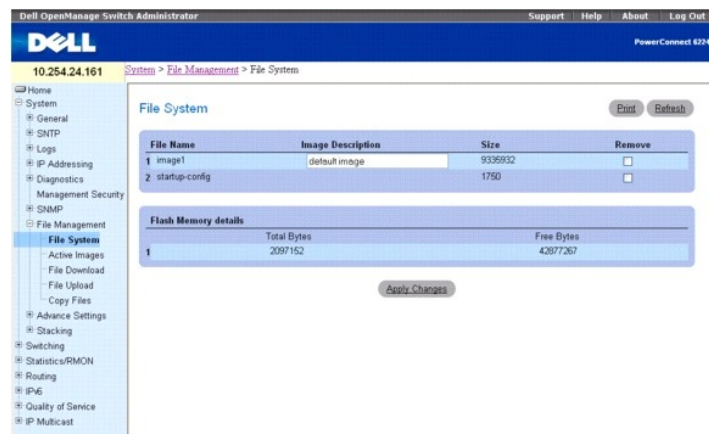 Dell OpenManage Switch Administrator
Support Help About Log Out
DELL
PowerConnect
10.254.24.161
System > File Management > File System
Home
System
General
SNTP
Logs
IP Addressing
Diagnostics
Management Security
SNMP
File Management
File System
Active Images
File Download
File Upload
Copy Files
Advance Settings
Stacking
Switching
Statistics/RMON
Routing
IPv6
Quality of Service
IP Multicast
File System
Print Refresh
File Name Image Description Size Remove
1 image1 default image 9335932
2 startup-config 1750
Flash Memory details
Total Bytes Free Bytes
1 2097152 42877267
Apply Changes